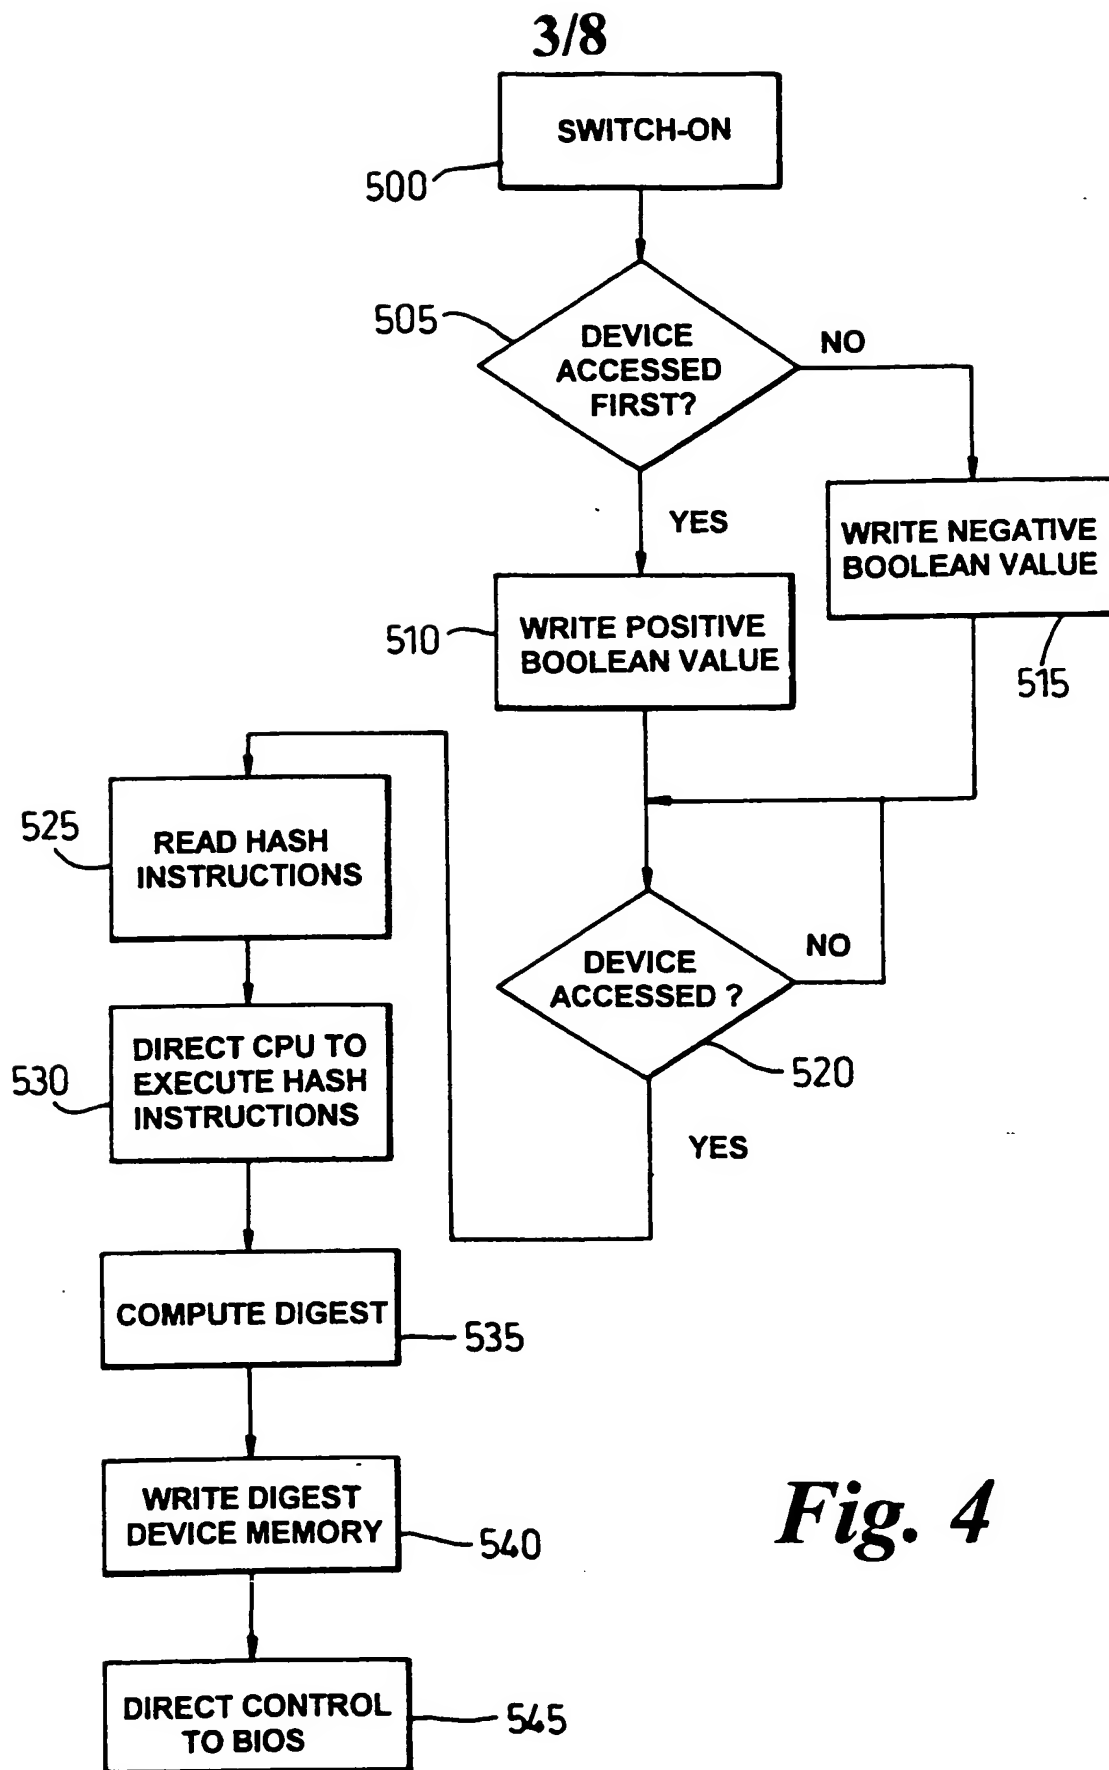 3/8
SWITCH-ON
500
505
DEVICE
ACCESSED
FIRST?
NO
YES
WRITE NEGATIVE
BOOLEAN VALUE
515
510
WRITE POSITIVE
BOOLEAN VALUE
525
READ HASH
INSTRUCTIONS
DEVICE
ACCESSED ?
NO
520
YES
530
DIRECT CPU TO
EXECUTE HASH
INSTRUCTIONS
COMPUTE DIGEST
535
WRITE DIGEST
DEVICE MEMORY
540
DIRECT CONTROL
TO BIOS
545
Fig. 4